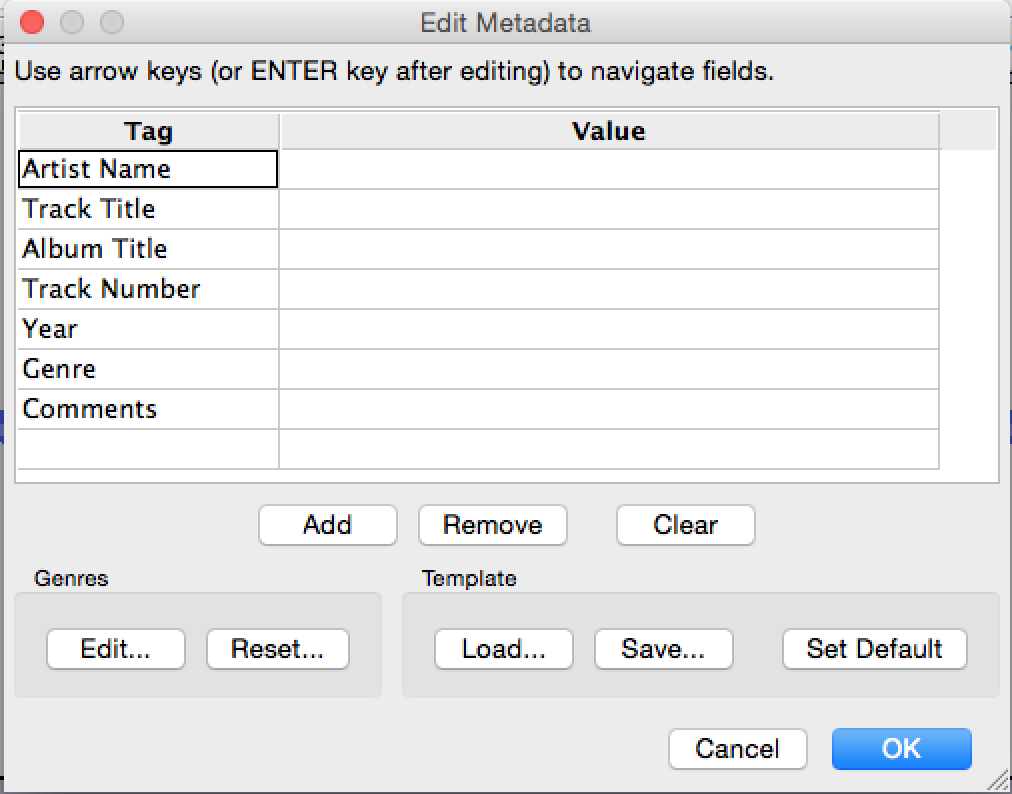 Edit Metadata
Use arrow keys (or ENTER key after editing) to navigate fields.
Tag Value
Artist Name
Track Title
Album Title
Track Number
Year
Genre
Comments
Add Remove Clear
Genres Template
Edit... Reset... Load... Save... Set Default
Cancel OK